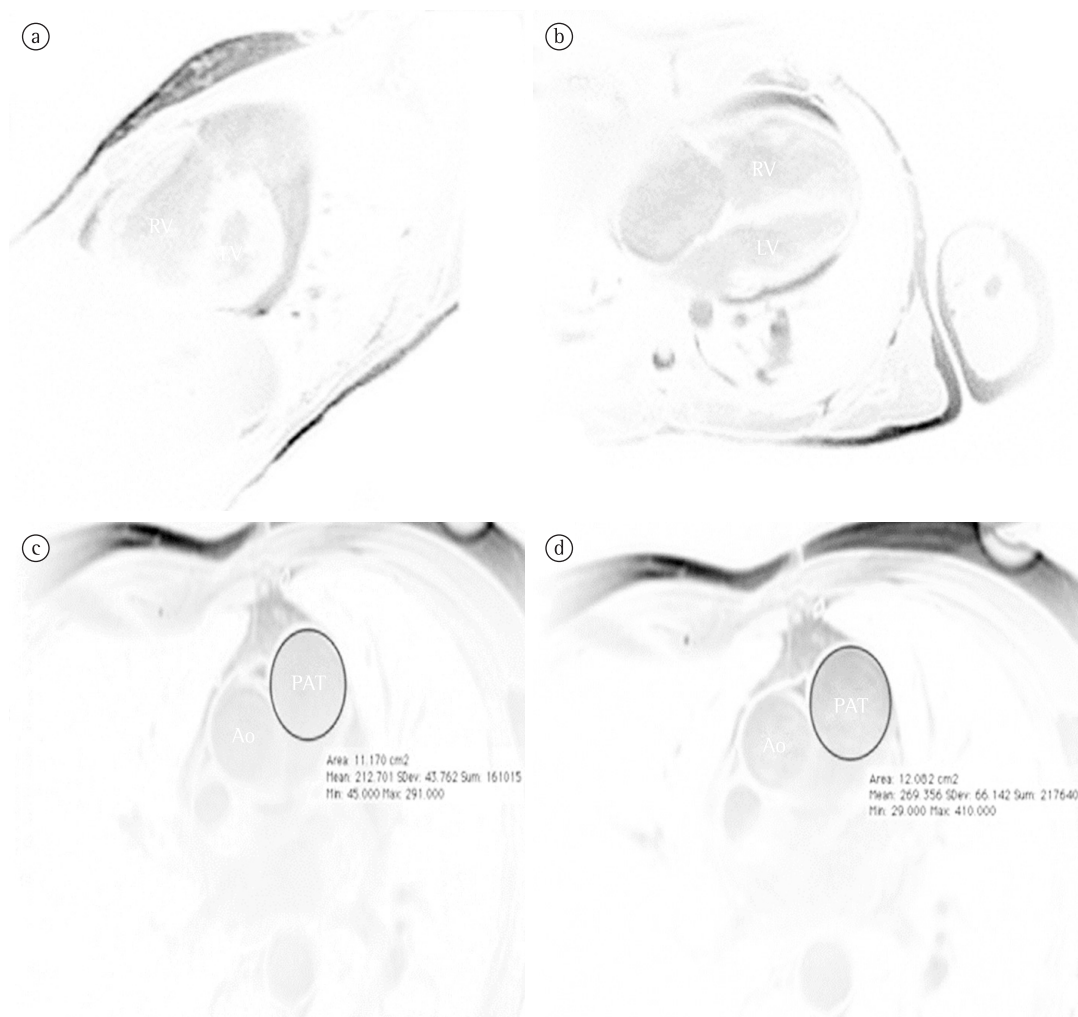 a
b
RV
LV
RV
LV
c
d
PAT
Ao
Area: 11.170 cm2
Mean: 212.701 SDev: 43.762 Sum: 161015
Min: 45.000 Max: 291.000
PAT
Ao
Area: 12.082 cm2
Mean: 269.356 SDev: 66.142 Sum: 217640
Min: 29.000 Max: 410.000